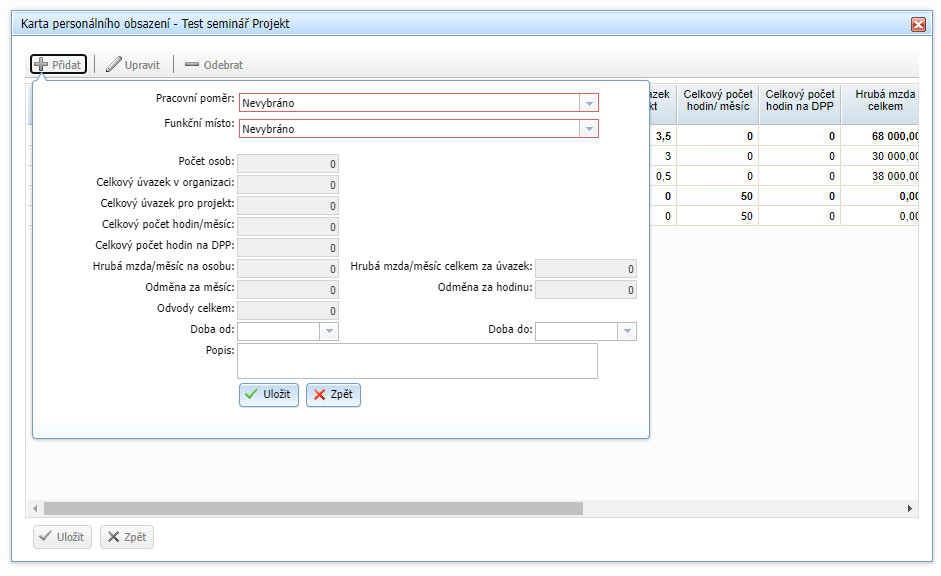 Karta personálního obsazení - Test seminář Projekt
Přidat Upravit Odebrat
Pracovní poměr: Nevybráno
Funkční místo: Nevybráno
Počet osob: 0
Celkový úvazek v organizaci: 0
Celkový úvazek pro projekt: 0
Celkový počet hodin/měsíc: 0
Celkový počet hodin na DPP: 0
Hrubá mzda/měsíc na osobu: 0 Hrubá mzda/měsíc celkem za úvazek: 0
Odměna za měsíc: 0 Odměna za hodinu: 0
Odvody celkem: 0
Doba od: Doba do:
Popis:
Uložit Zpět
Celkový počet Celkový počet Hrubá mzda
hodin/ měsíc hodin na DPP celkem
3,5 0 0 68 000,00
3 0 0 30 000,00
0,5 0 0 38 000,00
0 50 0 0,00
0 50 0 0,00
Uložit Zpět